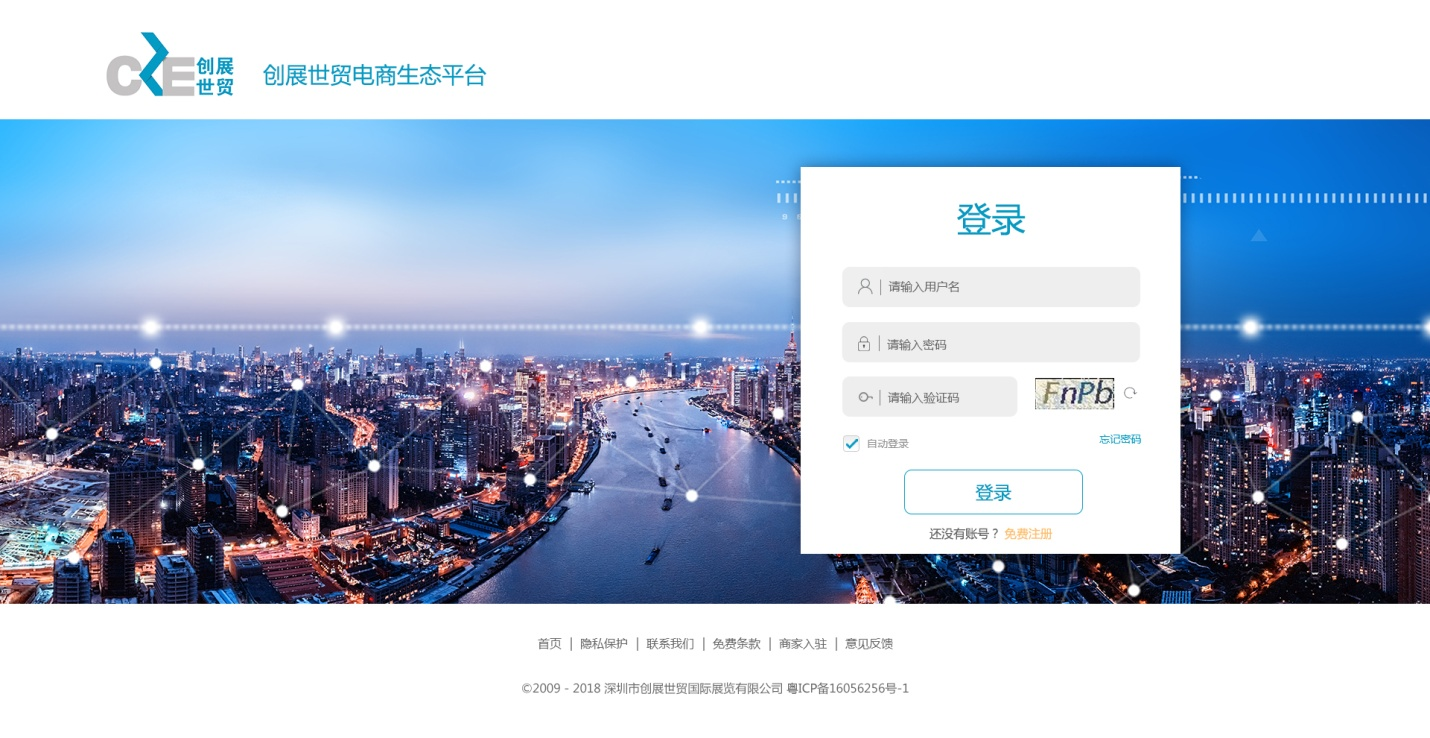 CE创展
世贸
创展世贸电商生态平台
登录
请输入用户名
请输入密码
请输入验证码
FnPb
自动登录
忘记密码
登录
还没有账号？免费注册
首页 | 隐私保护 | 联系我们 | 免费条款 | 商家入驻 | 意见反馈
©2009 - 2018 深圳市创展世贸国际展览有限公司 粤ICP备16056256号-1